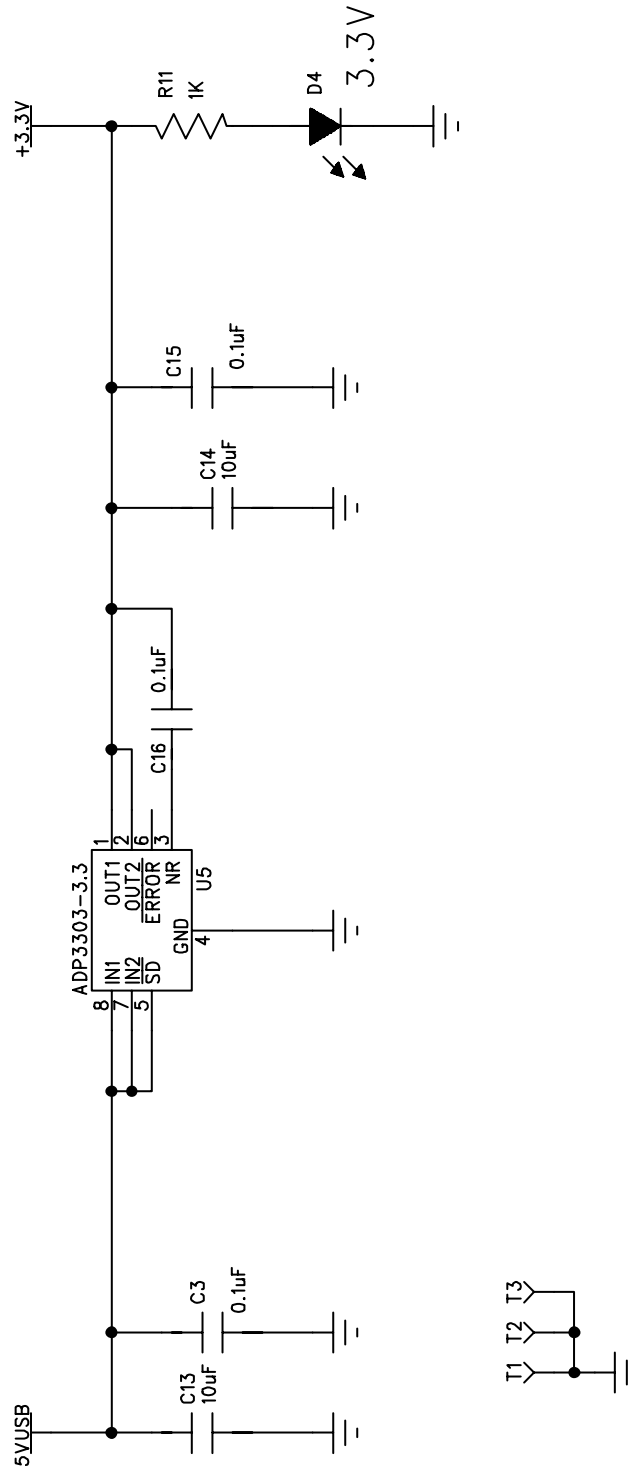 5VUSB
C13
10uF
C3
0.1uF
ADP3303-3.3
8
IN1
OUT1
1
7
IN2
OUT2
2
5
SD
ERROR
6
NR
3
GND
4
U5
C16
0.1uF
C14
10uF
C15
0.1uF
+3.3V
R11
1K
D4
3.3V
T1
T2
T3